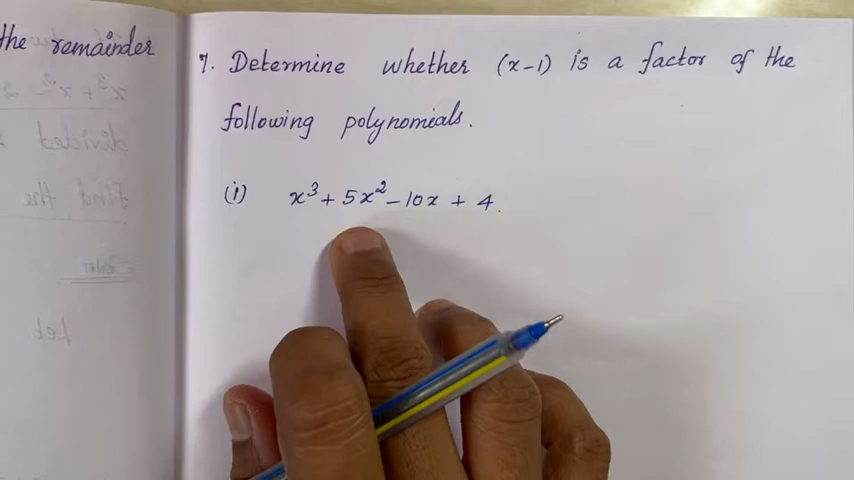 the remainder
7. Determine whether (x-1) is a factor of the
following polynomials.
(i) x³ + 5x² - 10x + 4.